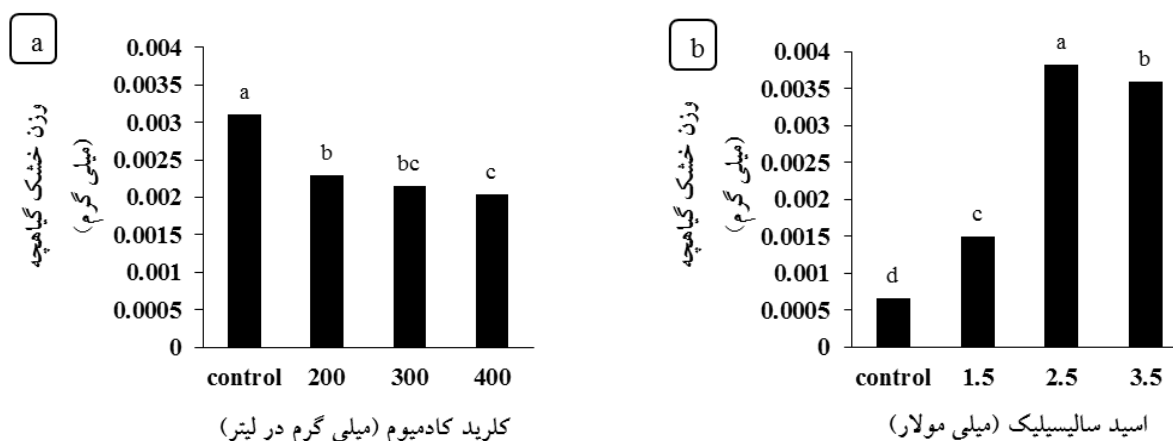 a
وزن خشک گیاهچه
(میلی گرم)
0.004
0.0035
0.003
0.0025
0.002
0.0015
0.001
0.0005
0
a
b
bc
c
control 200 300 400
کلرید کادمیوم (میلی گرم در لیتر)
b
وزن خشک گیاهچه
(میلی گرم)
0.004
0.0035
0.003
0.0025
0.002
0.0015
0.001
0.0005
0
d
c
a
b
control 1.5 2.5 3.5
اسید سالیسیلیک (میلی مولار)